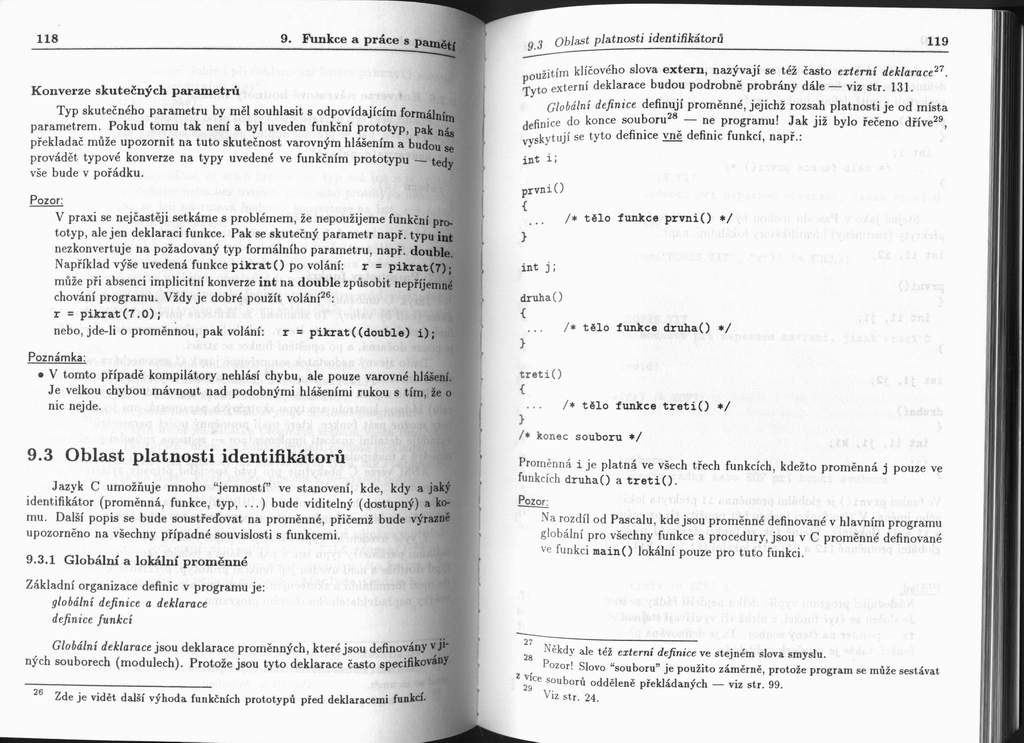 118 9. Funkce a práce s pamětí
Konverze skutečných parametrů
Typ skutečného parametru by měl souhlasit s odpovídajícím formálním
parametrem. Pokud tomu tak není a byl uveden funkční prototyp, pak nás
překladač může upozornit na tuto skutečnost varovným hlášením a budou se
provádět typové konverze na typy uvedené ve funkčním prototypu — tedy
vše bude v pořádku.
Pozor:
V praxi se nejčastěji setkáme s problémem, že nepoužijeme funkční pro-
totyp, ale jen deklaraci funkce. Pak se skutečný parametr např. typu int
nezkonvertuje na požadovaný typ formálního parametru, např. double.
Například výše uvedená funkce pikrat() po volání: r = pikrat(7);
může při absenci implicitní konverze int na double způsobit nepříjemné
chování programu. Vždy je dobré použít volání26:
r = pikrat(7.0);
nebo, jde-li o proměnnou, pak volání: r = pikrat((double) i);
Poznámka:
• V tomto případě kompilátory nehlásí chybu, ale pouze varovné hlášení.
Je velkou chybou mávnout nad podobnými hlášeními rukou s tím, že o
nic nejde.
9.3 Oblast platnosti identifikátorů
Jazyk C umožňuje mnoho “jemností” ve stanovení, kde, kdy a jaký
identifikátor (proměnná, funkce, typ, ...) bude viditelný (dostupný) a ko-
mu. Další popis se bude soustřeďovat na proměnné, přičemž bude výrazně
upozorněno na všechny případné souvislosti s funkcemi.
9.3.1 Globální a lokální proměnné
Základní organizace definic v programu je:
globální definice a deklarace
definice funkcí
Globální deklarace jsou deklarace proměnných, které jsou definovány v ji-
ných souborech (modulech). Protože jsou tyto deklarace často specifikovány
26 Zde je vidět další výhoda funkčních prototypů před deklaracemi funkcí.
9.3 Oblast platnosti identifikátorů 119
použitím klíčového slova extern, nazývají se též často externí deklarace27.
Tyto externí deklarace budou podrobně probrány dále — viz str. 131.
Globální definice definují proměnné, jejichž rozsah platnosti je od místa
definice do konce souboru28 — ne programu! Jak již bylo řečeno dříve29,
vyskytují se tyto definice vně definic funkcí, např.:
int i;
prvni()
{
... /* tělo funkce prvni() */
}
int j;
druha()
{
... /* tělo funkce druha() */
}
treti()
{
... /* tělo funkce treti() */
}
/* konec souboru */
Proměnná i je platná ve všech třech funkcích, kdežto proměnná j pouze ve
funkcích druha() a treti().
Pozor:
Na rozdíl od Pascalu, kde jsou proměnné definované v hlavním programu
globální pro všechny funkce a procedury, jsou v C proměnné definované
ve funkci main() lokální pouze pro tuto funkci.
27 Někdy ale též externí definice ve stejném slova smyslu.
28 Pozor! Slovo “souboru” je použito záměrně, protože program se může sestávat
z více souborů odděleně překládaných — viz str. 99.
29 Viz str. 24.